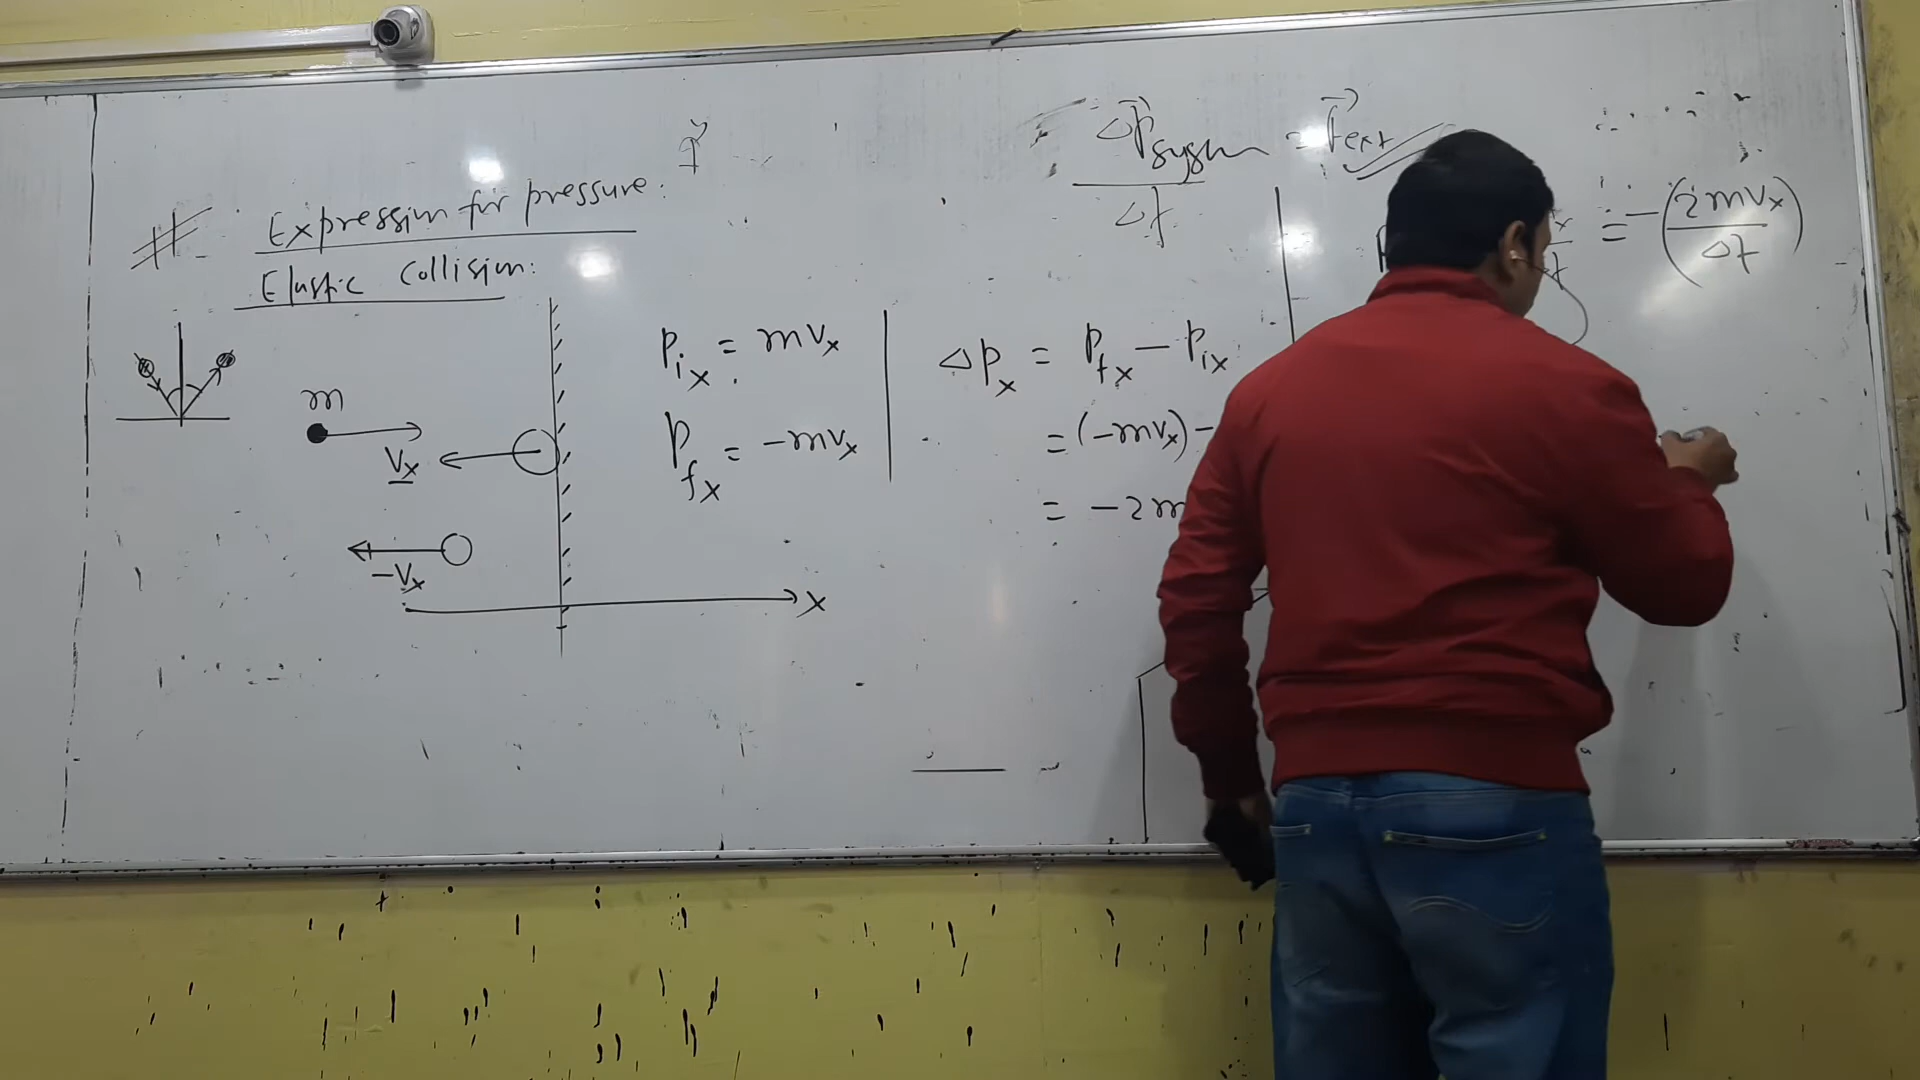 Expression for pressure:
Elastic Collision:
m
Vx
-Vx
x
Pix = mVx
Pfx = -mVx
ΔPx = Pfx - Pix
= (-mVx) -
= -2m
ΔPsystem/Δt = Fext
= -(2mVx/Δt)